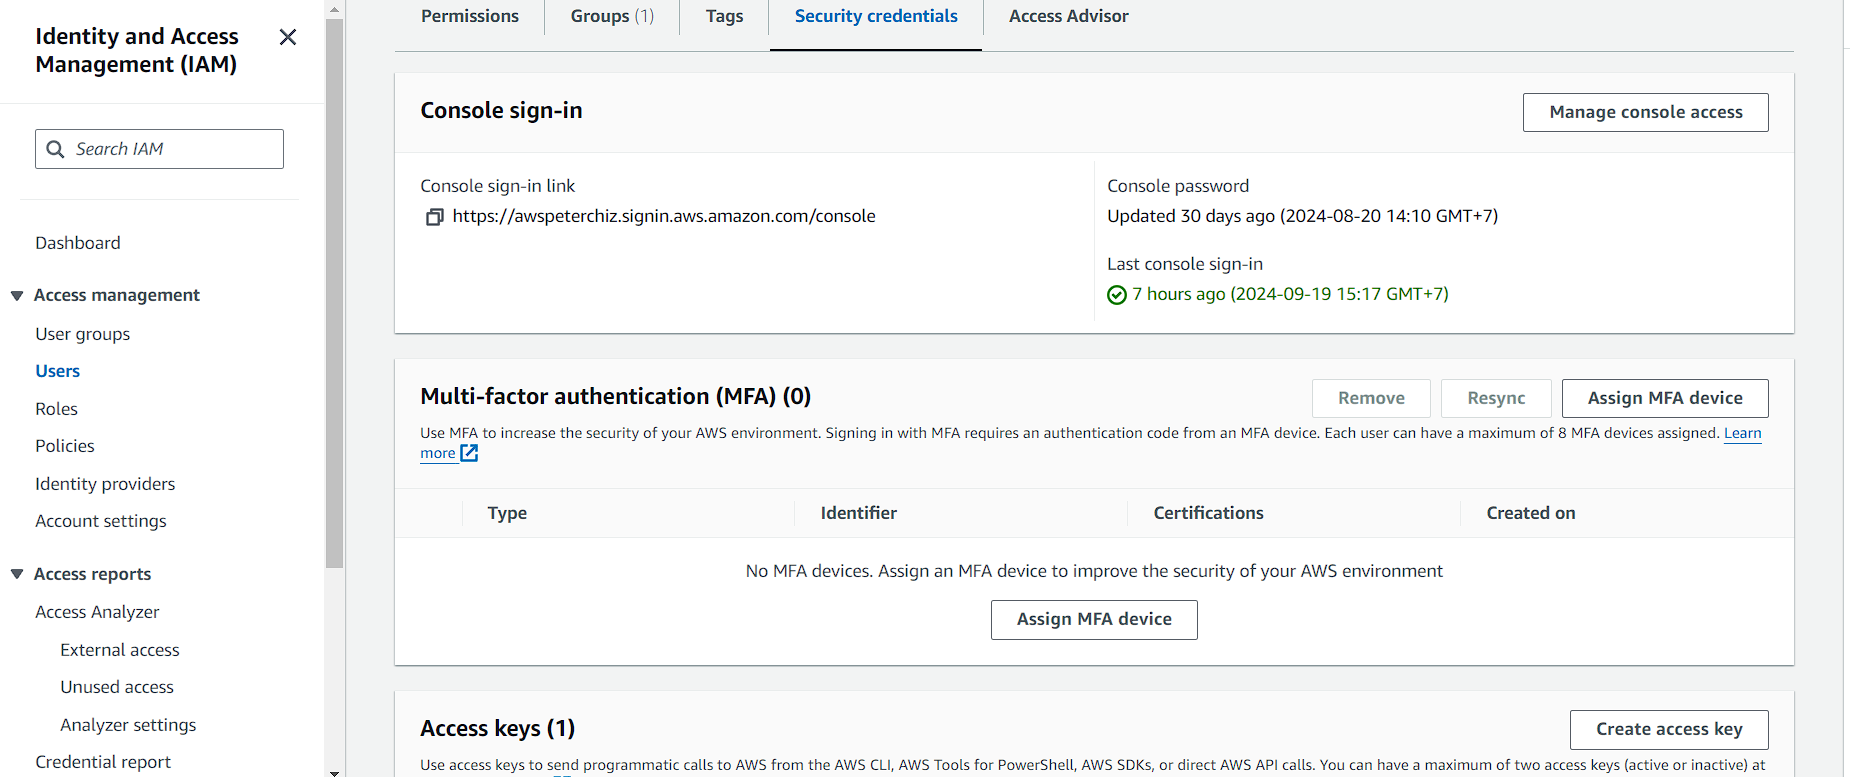 Identity and Access
Management (IAM)
Search IAM
Dashboard
Access management
User groups
Users
Roles
Policies
Identity providers
Account settings
Access reports
Access Analyzer
External access
Unused access
Analyzer settings
Credential report
Permissions
Groups (1)
Tags
Security credentials
Access Advisor
Console sign-in
Manage console access
Console sign-in link
https://awspeterchiz.signin.aws.amazon.com/console
Console password
Updated 30 days ago (2024-08-20 14:10 GMT+7)
Last console sign-in
7 hours ago (2024-09-19 15:17 GMT+7)
Multi-factor authentication (MFA) (0)
Remove
Resync
Assign MFA device
Use MFA to increase the security of your AWS environment. Signing in with MFA requires an authentication code from an MFA device. Each user can have a maximum of 8 MFA devices assigned. Learn
more
Type
Identifier
Certifications
Created on
No MFA devices. Assign an MFA device to improve the security of your AWS environment
Assign MFA device
Access keys (1)
Create access key
Use access keys to send programmatic calls to AWS from the AWS CLI, AWS Tools for PowerShell, AWS SDKs, or direct AWS API calls. You can have a maximum of two access keys (active or inactive) at